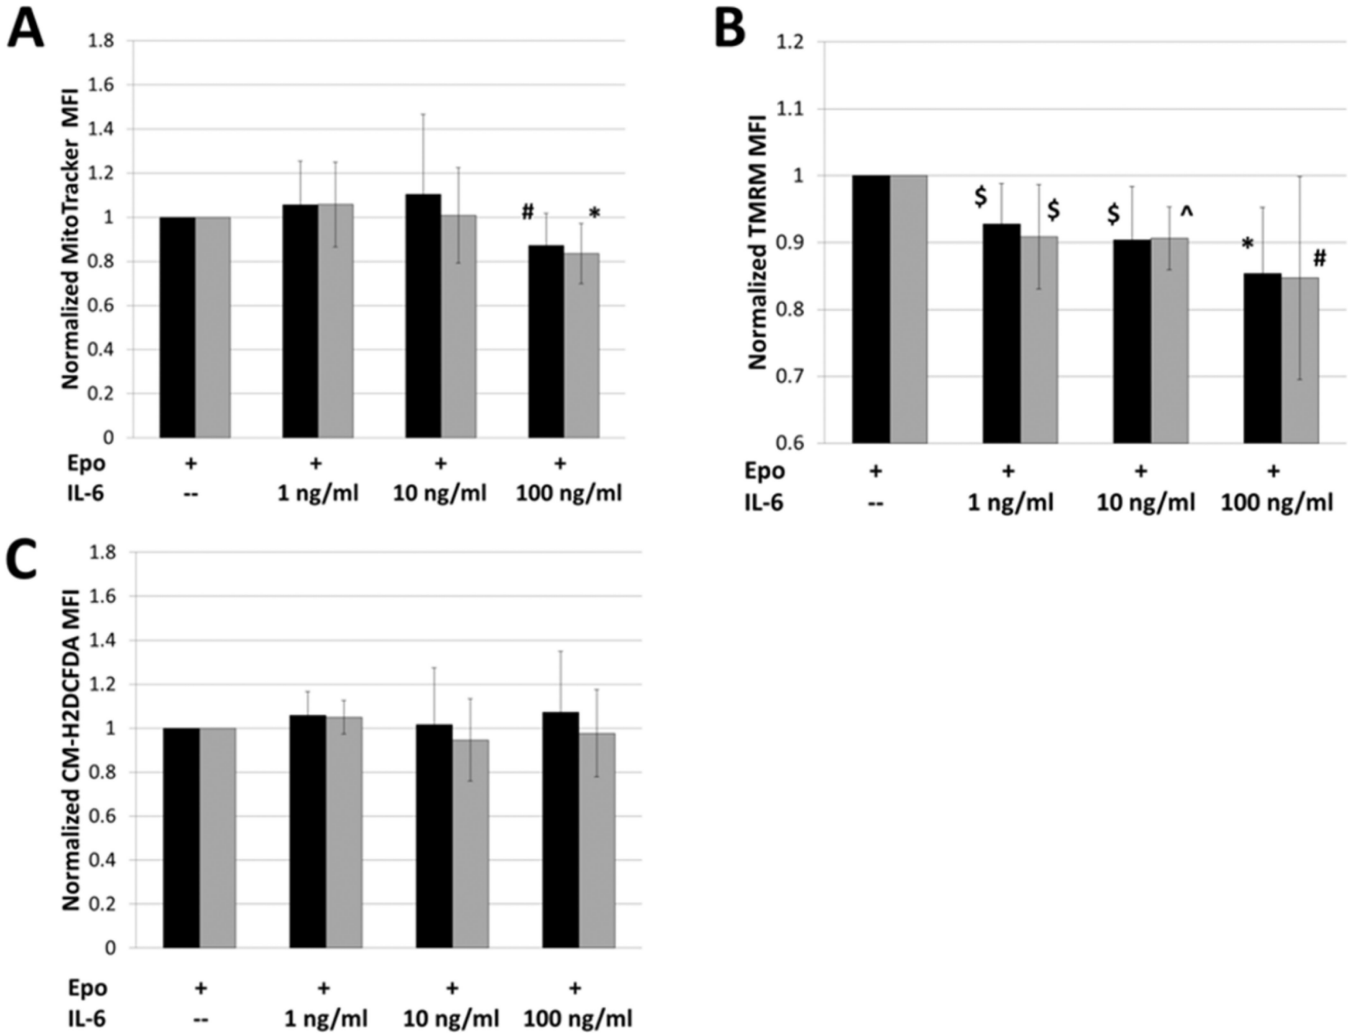 A
Normalized MitoTracker MFI
1.8
1.6
1.4
1.2
1
0.8
0.6
0.4
0.2
0
#
*
Epo + + + +
IL-6 -- 1 ng/ml 10 ng/ml 100 ng/ml
B
Normalized TMRM MFI
1.2
1.1
1
0.9
0.8
0.7
0.6
$
$
$
^
*
#
Epo + + + +
IL-6 -- 1 ng/ml 10 ng/ml 100 ng/ml
C
Normalized CM-H2DCFDA MFI
1.8
1.6
1.4
1.2
1
0.8
0.6
0.4
0.2
0
Epo + + + +
IL-6 -- 1 ng/ml 10 ng/ml 100 ng/ml